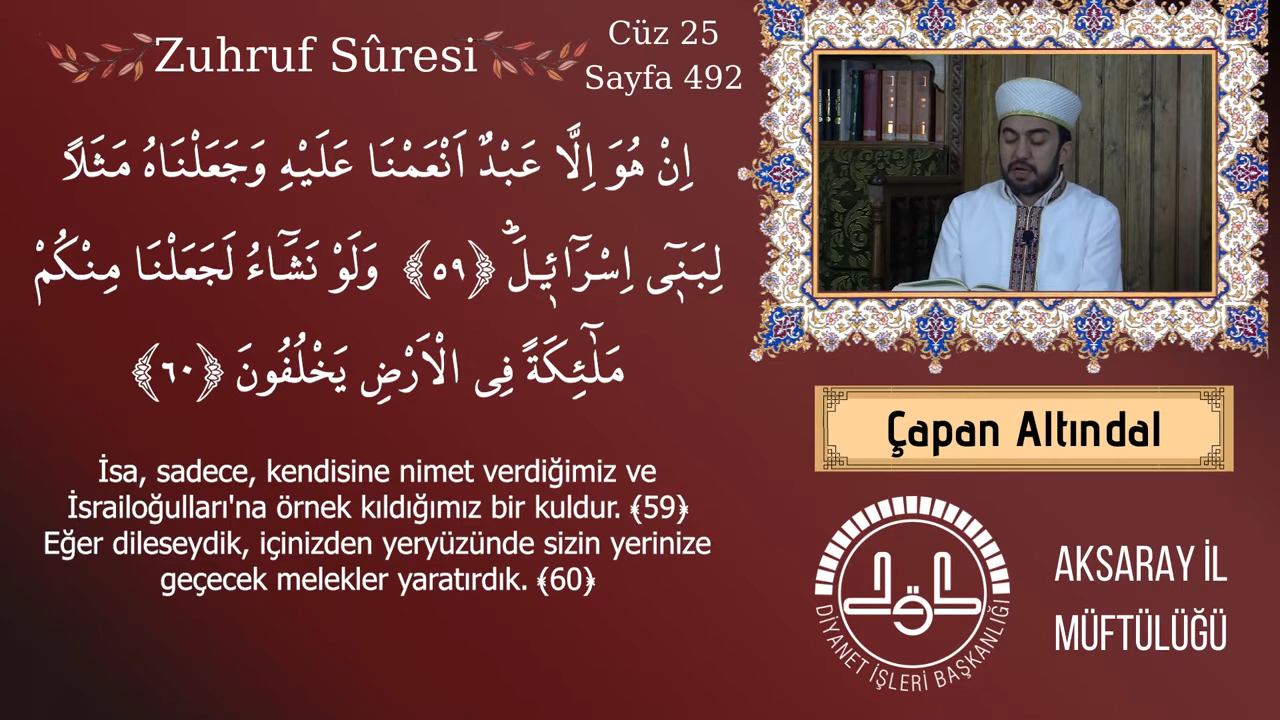 Zuhruf Sûresi
Cüz 25
Sayfa 492
اِنْ هُوَ اِلَّا عَبْدٌ اَنْعَمْنَا عَلَيْهِ وَجَعَلْنَاهُ مَثَلًا
لِبَنٖٓى اِسْرَٓائٖيلَؕ ﴿٥٩﴾ وَلَوْ نَشَٓاءُ لَجَعَلْنَا مِنْكُمْ
مَلٰٓئِكَةً فِى الْاَرْضِ يَخْلُفُونَ ﴿٦٠﴾
İsa, sadece, kendisine nimet verdiğimiz ve
İsrailoğulları'na örnek kıldığımız bir kuldur. ﴾59﴿
Eğer dileseydik, içinizden yeryüzünde sizin yerinize
geçecek melekler yaratırdık. ﴾60﴿
Çapan Altındal
DİYANET İŞLERİ BAŞKANLIĞI
AKSARAY İL
MÜFTÜLÜĞÜ